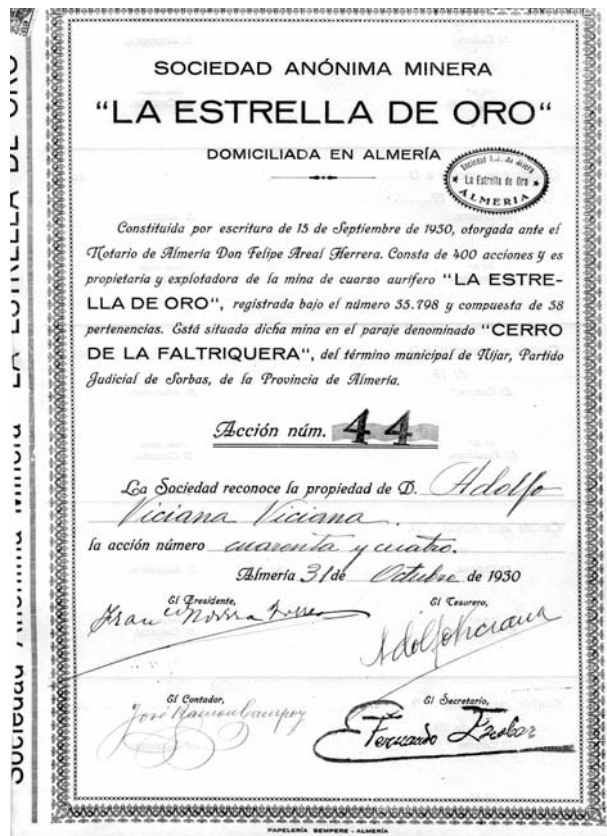 SOCIEDAD ANÓNIMA MINERA
"LA ESTRELLA DE ORO"
DOMICILIADA EN ALMERÍA
La Estrella de Oro
ALMERIA
Constituida por escritura de 15 de Septiembre de 1930, otorgada ante el
Notario de Almería Don Felipe Areal Herrera. Consta de 400 acciones y es
propietaria y explotadora de la mina de cuarzo aurífero "LA ESTRE-
LLA DE ORO", registrada bajo el número 35.798 y compuesta de 38
pertenencias. Está situada dicha mina en el paraje denominado "CERRO
DE LA FALTRIQUERA", del término municipal de Níjar, Partido
Judicial de Sorbas, de la Provincia de Almería.
Acción núm. 44
La Sociedad reconoce la propiedad de D. Adolfo
Viciana Viciana.
la acción número cuarenta y cuatro.
Almería 31 de Octubre de 1930
El Presidente,
El Tesorero,
Adolfo Viciana
El Contador,
José Ramon Campoy
El Secretario,
Fernando Escobar
PAPELERÍA SEMPERE - ALMERÍA
Sociedad Anónima Minera LA ESTRELLA DE ORO